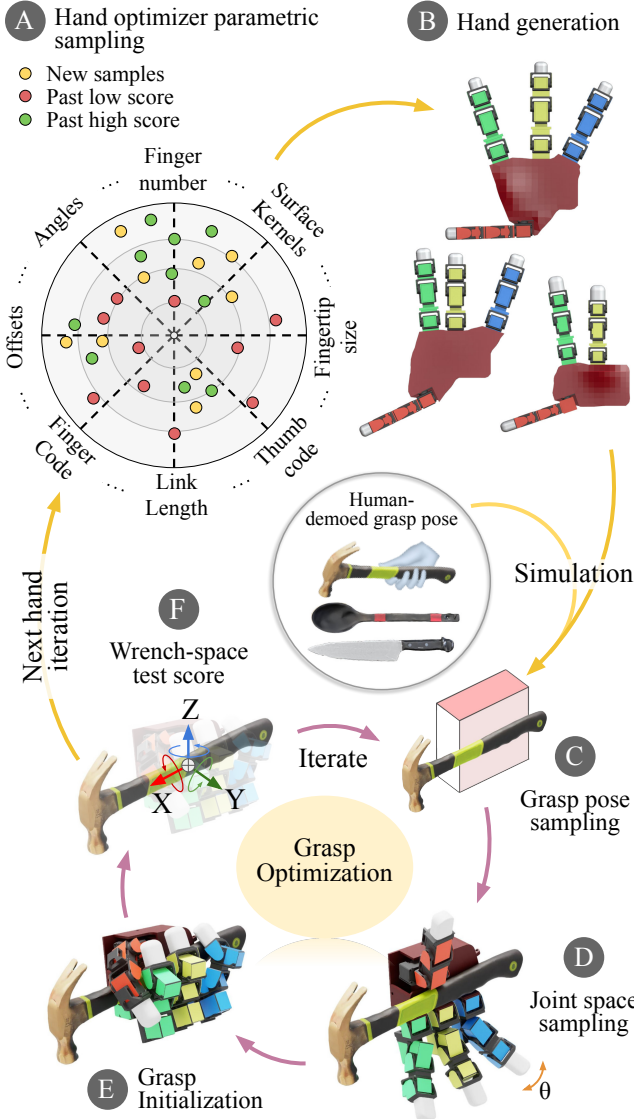 A
Hand optimizer parametric
sampling
New samples
Past low score
Past high score
B
Hand generation
Finger
number
Surface
Kernels
Fingertip
size
Thumb
code
Link
Length
Finger
Code
Offsets
Angles
Human-
demoed grasp pose
Simulation
Next hand
iteration
F
Wrench-space
test score
Z
X
Y
Iterate
C
Grasp pose
sampling
Grasp
Optimization
D
Joint space
sampling
θ
E
Grasp
Initialization